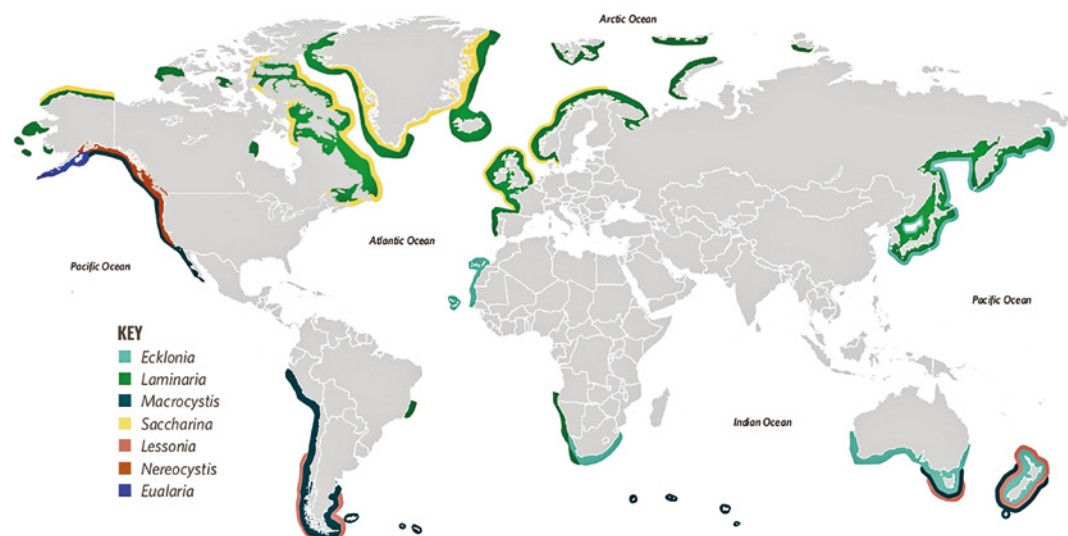 Arctic Ocean
Atlantic Ocean
Pacific Ocean
Pacific Ocean
Indian Ocean
KEY
Ecklonia
Laminaria
Macrocystis
Saccharina
Lessonia
Nereocystis
Eualaria